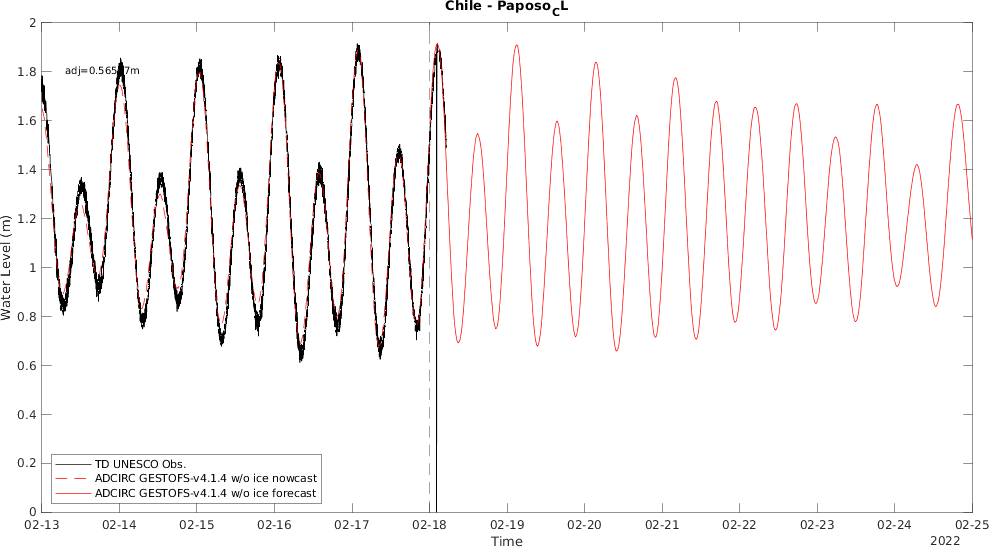 Chile - Paposo_CL
2
1.8
1.6
1.4
1.2
1
0.8
0.6
0.4
0.2
0
Water Level (m)
TD UNESCO Obs.
ADCIRC GESTOFS-v4.1.4 w/o ice nowcast
ADCIRC GESTOFS-v4.1.4 w/o ice forecast
02-13 02-14 02-15 02-16 02-17 02-18 02-19 02-20 02-21 02-22 02-23 02-24 02-25
Time
2022